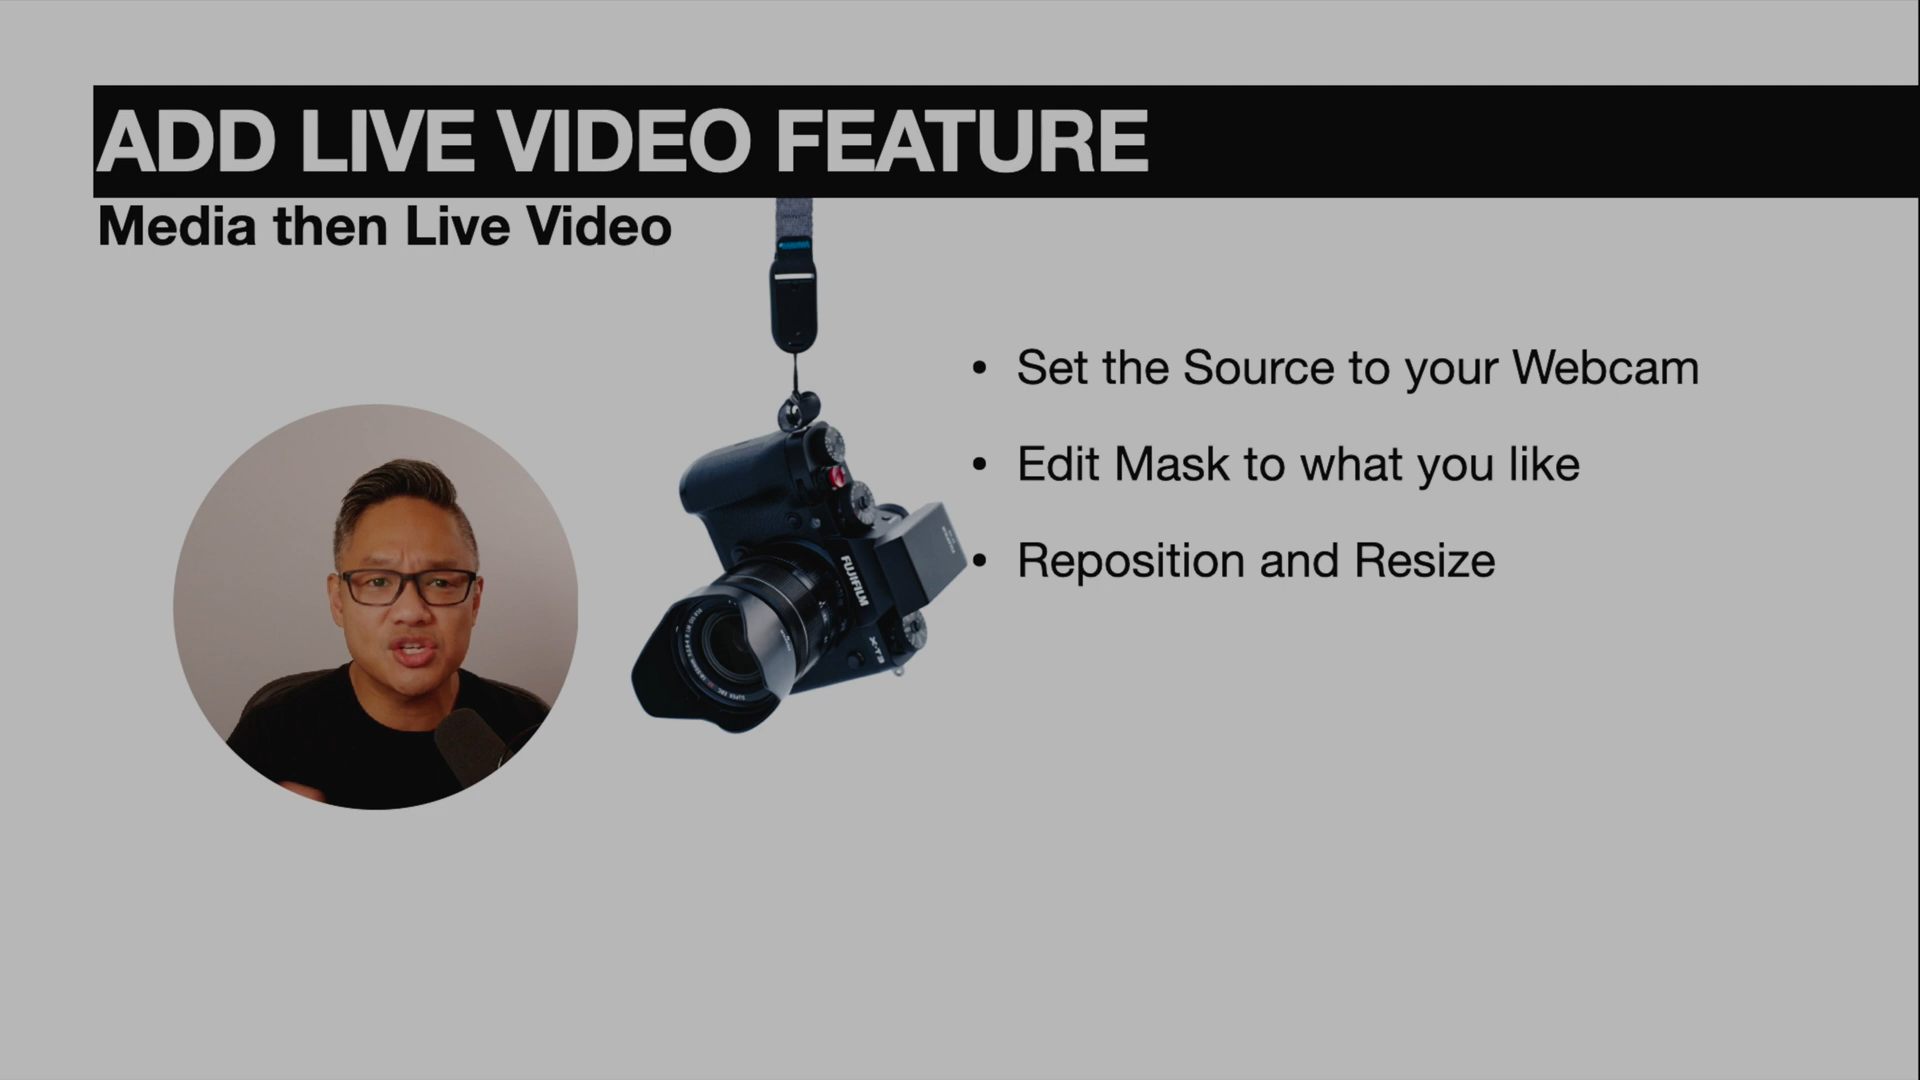 ADD LIVE VIDEO FEATURE
Media then Live Video
• Set the Source to your Webcam
• Edit Mask to what you like
• Reposition and Resize
FUJIFILM
X-T3